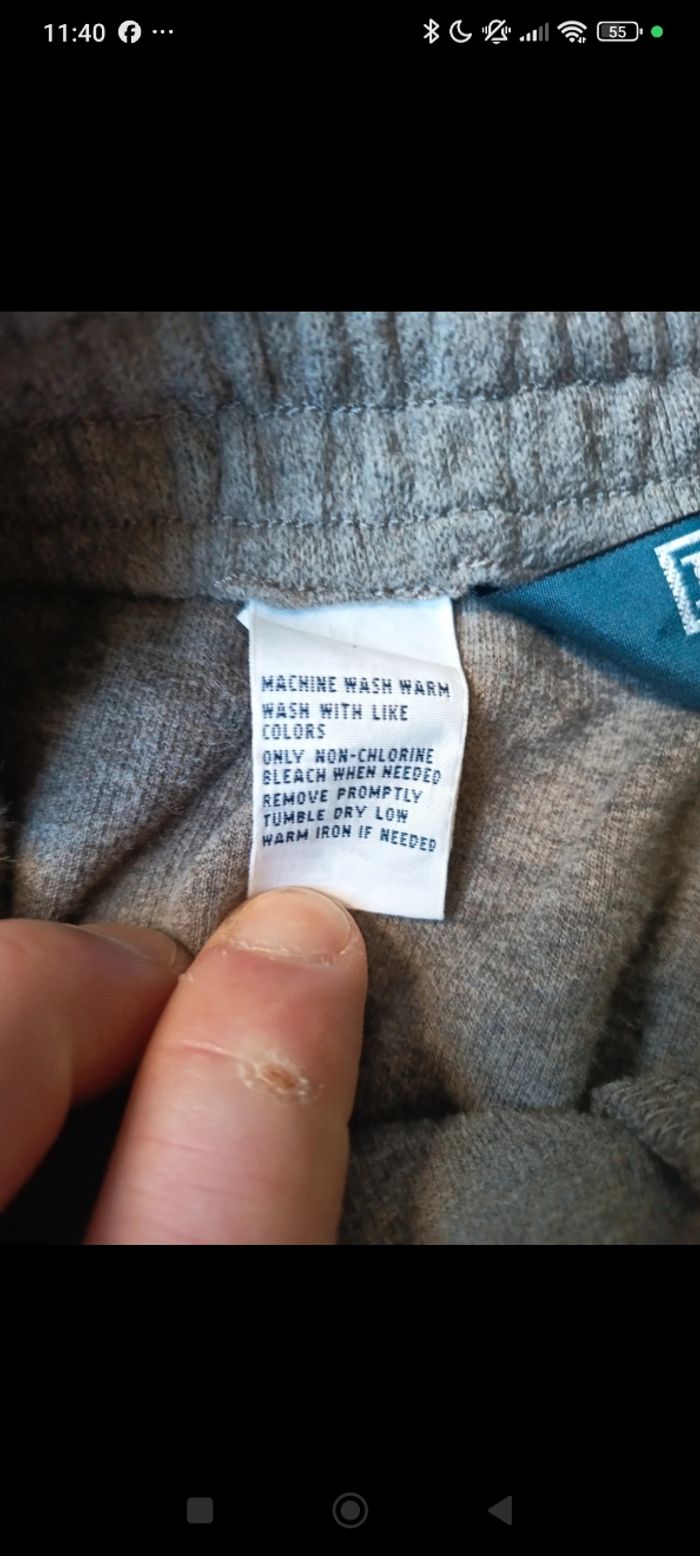 11:40
55
MACHINE WASH WARM
WASH WITH LIKE
COLORS
ONLY NON-CHLORINE
BLEACH WHEN NEEDED
REMOVE PROMPTLY
TUMBLE DRY LOW
WARM IRON IF NEEDED